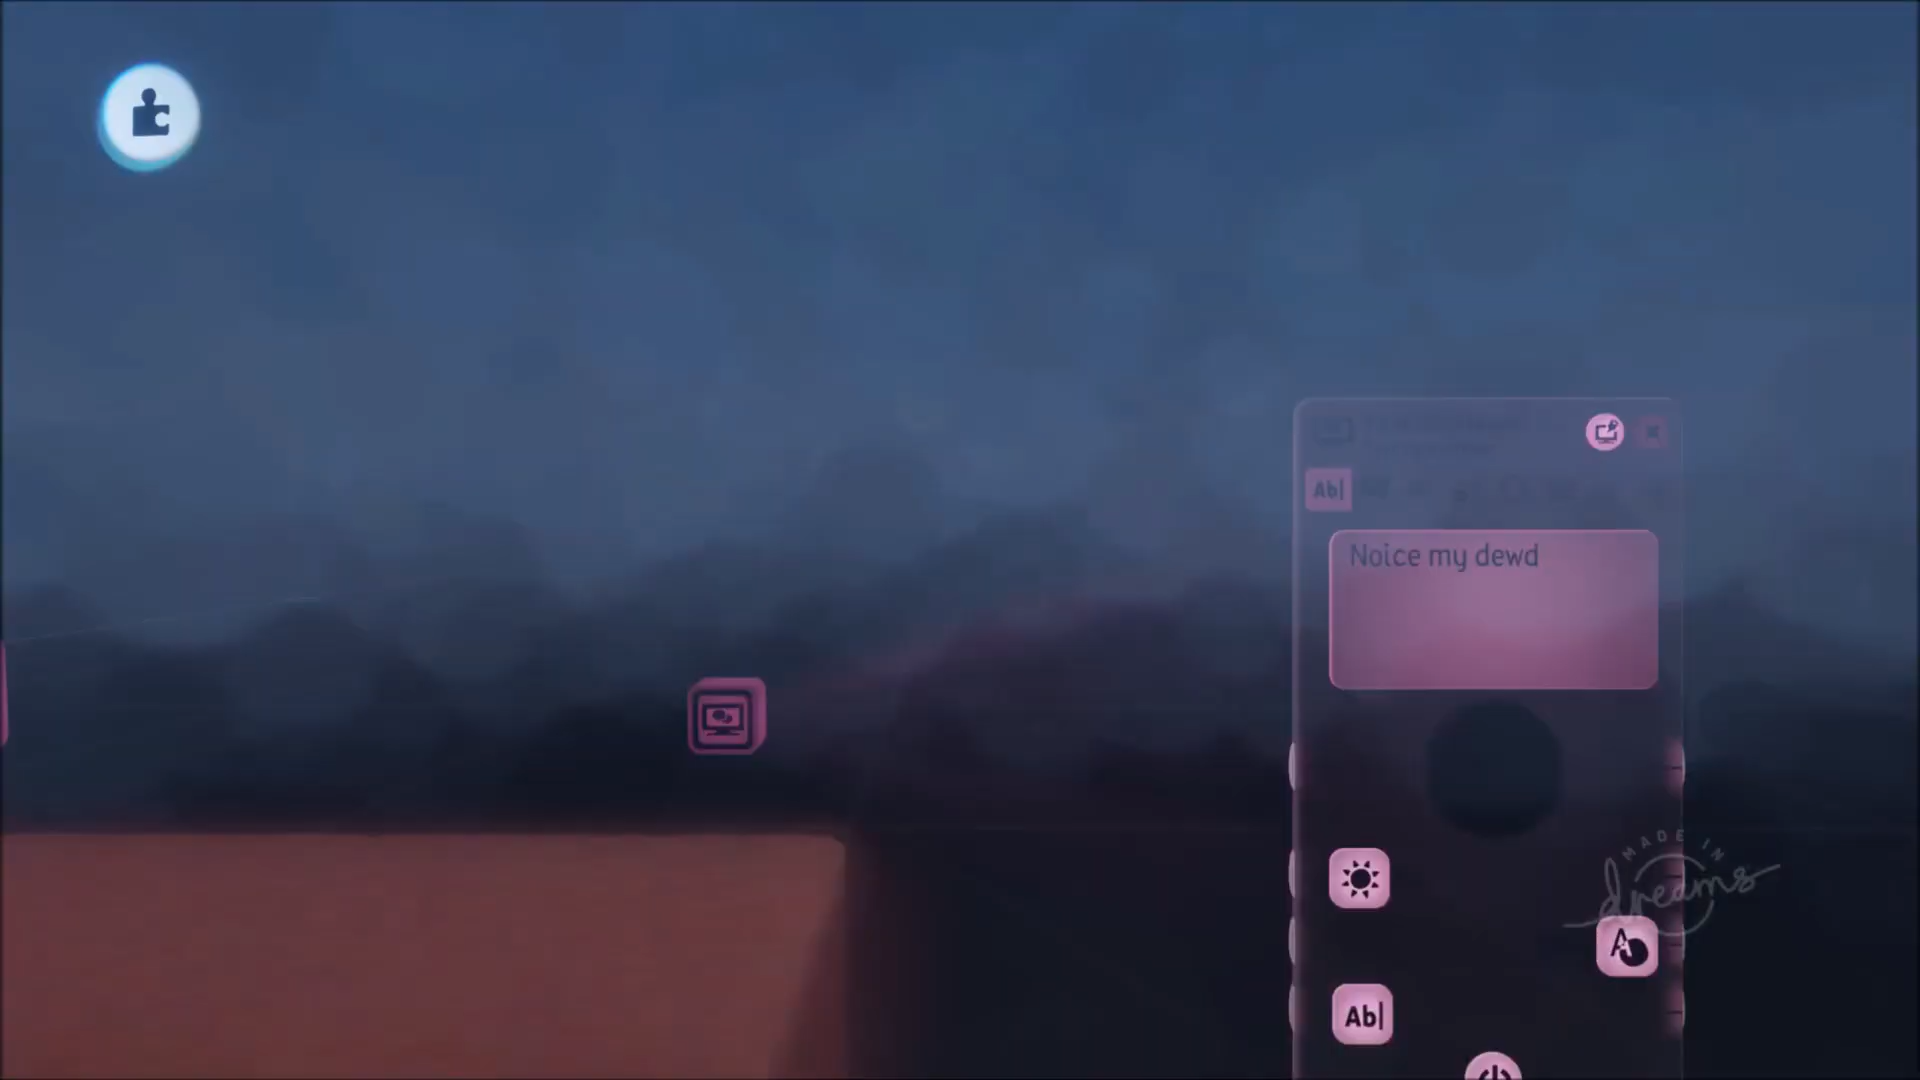 Ab|
Noice my dewd
MADE IN
dreams
A
Ab|